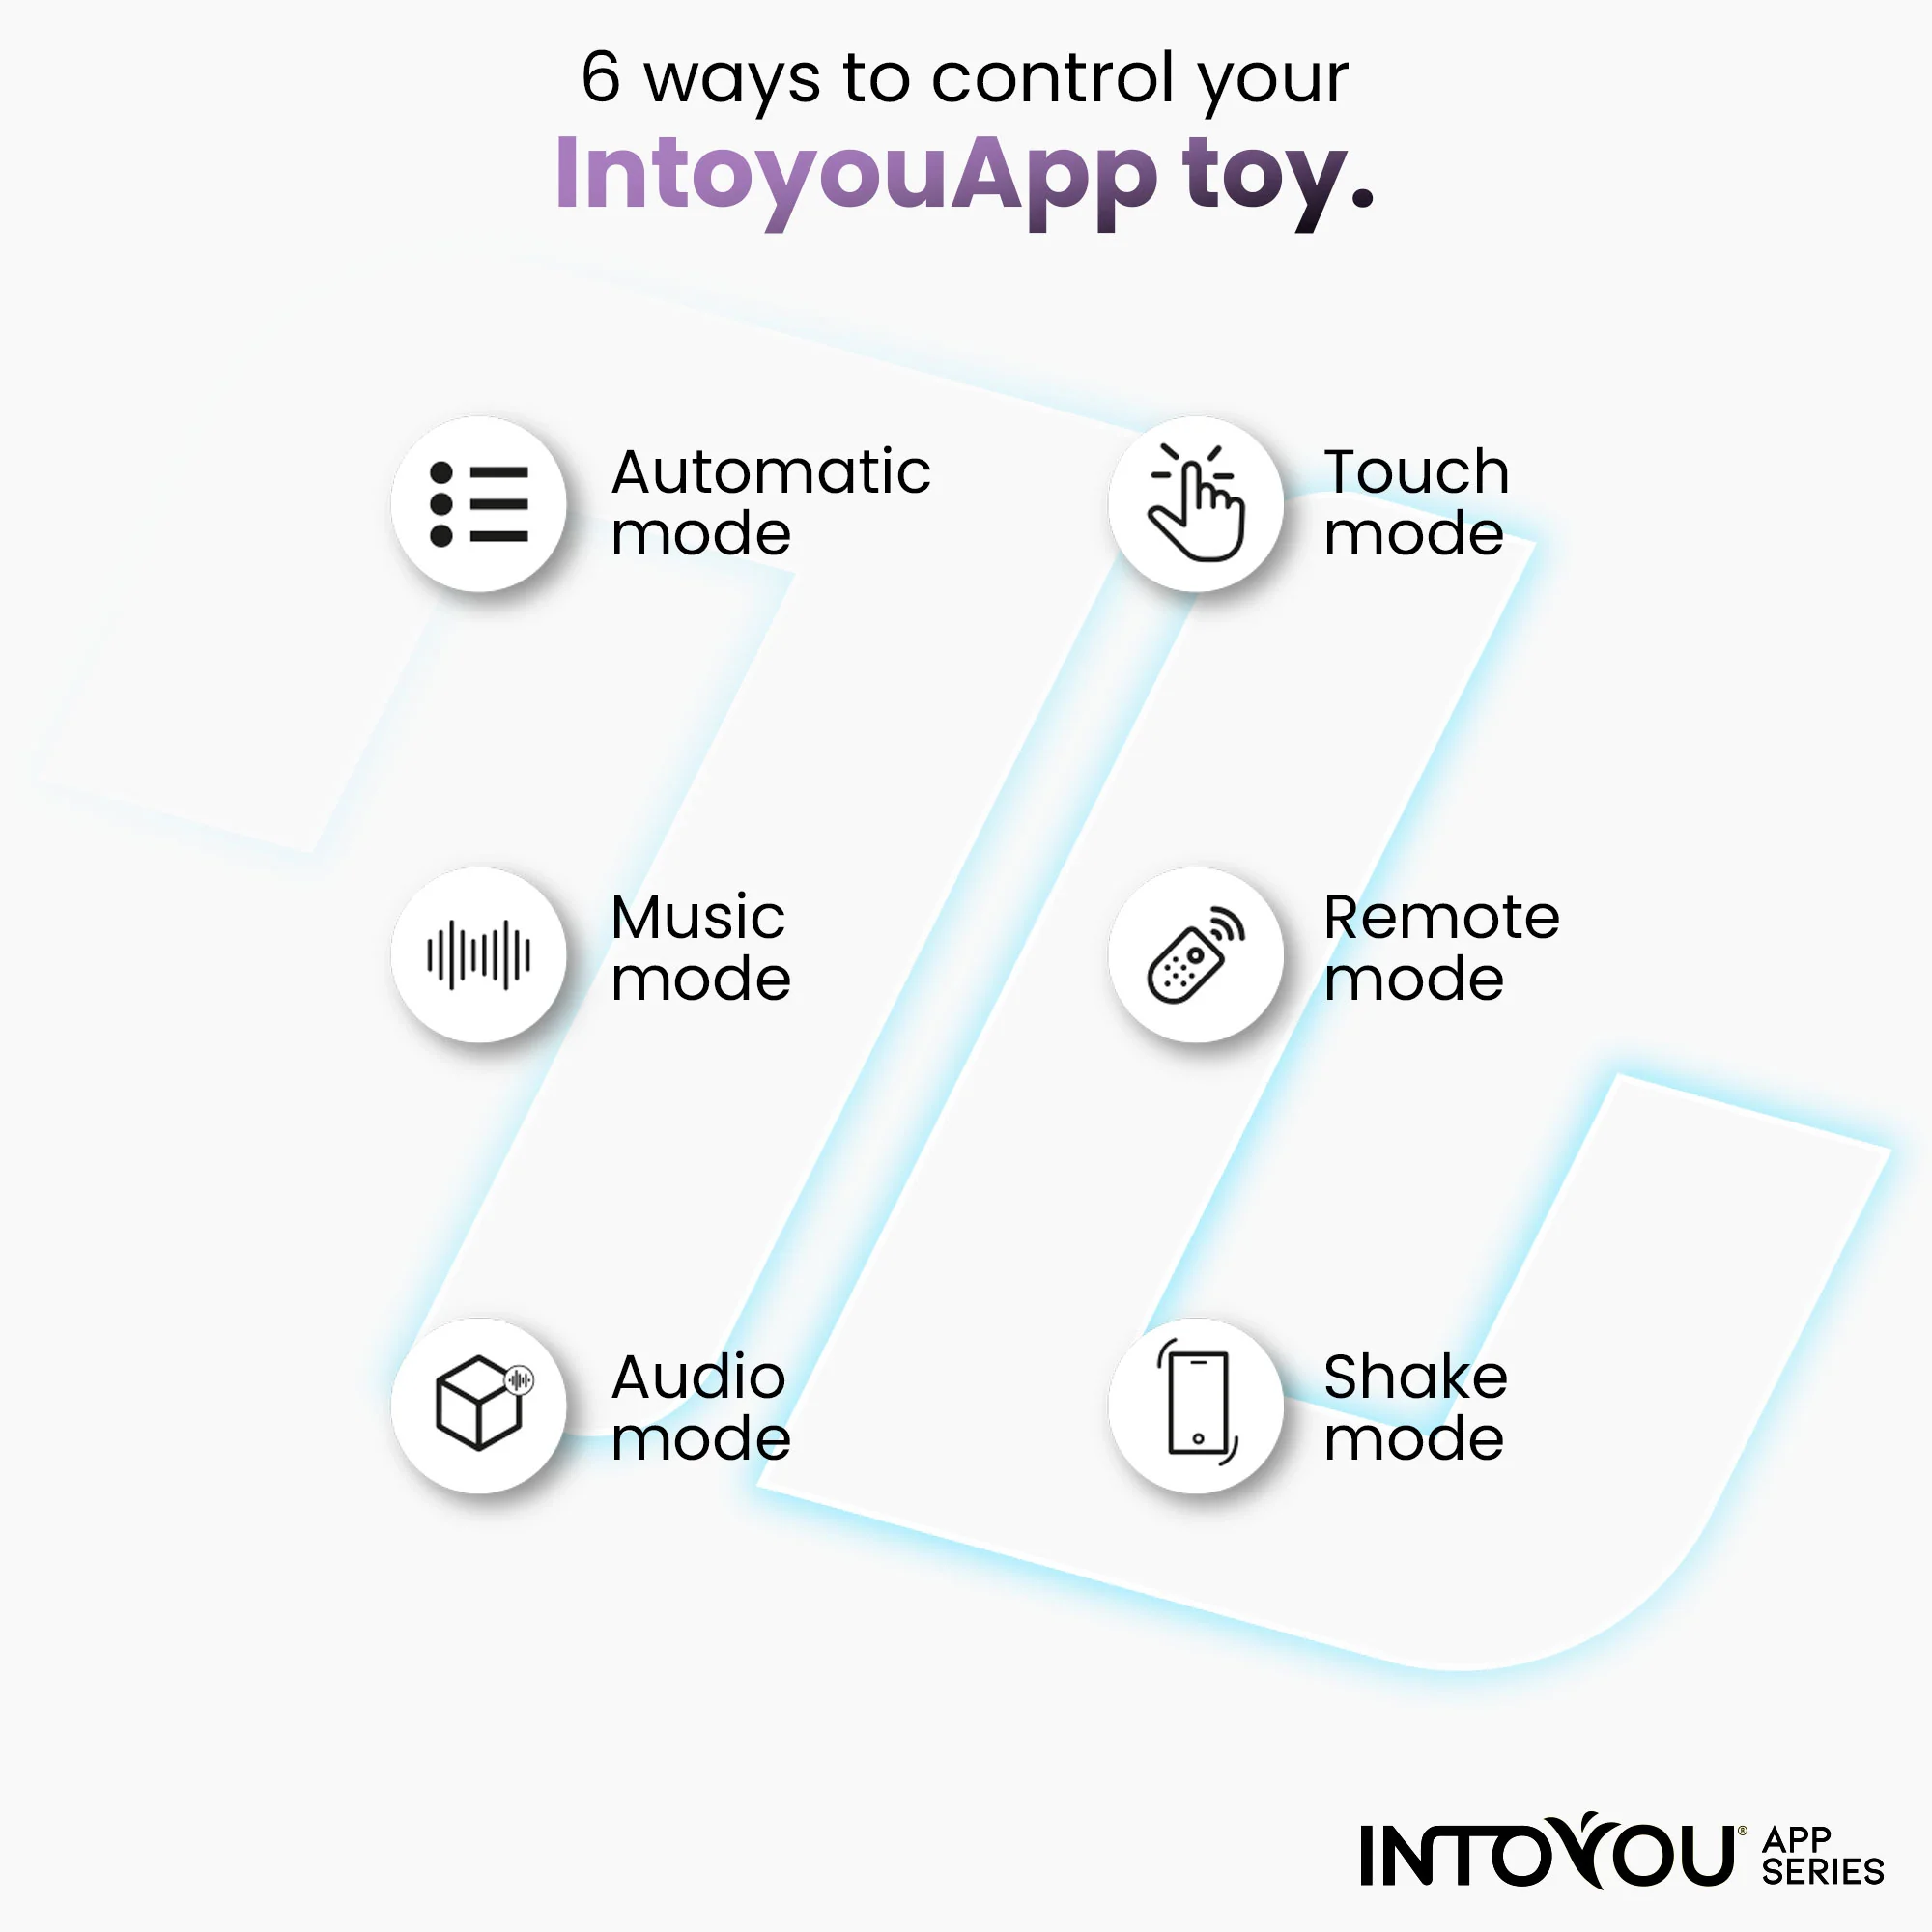 6 ways to control your
IntoyouApp toy.
Automatic
mode
Touch
mode
Music
mode
Remote
mode
Audio
mode
Shake
mode
INTOYOU® APP
SERIES